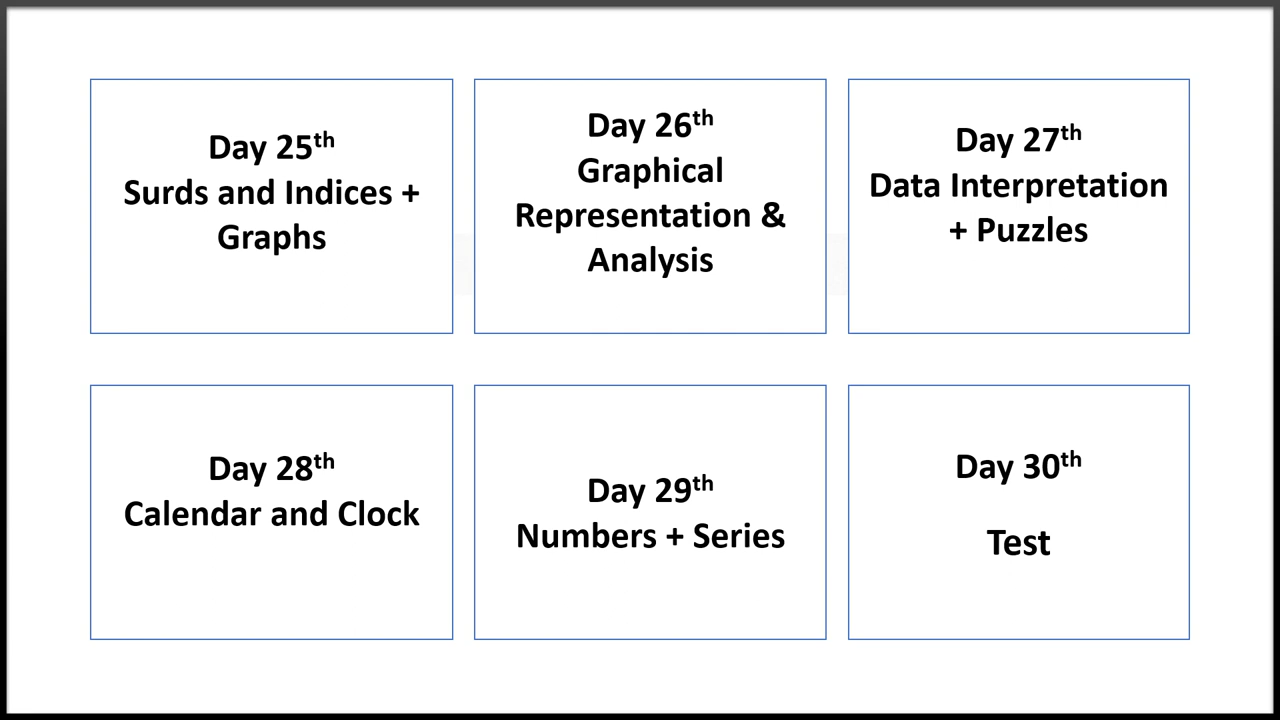 Day 25th
Surds and Indices +
Graphs
Day 26th
Graphical
Representation &
Analysis
Day 27th
Data Interpretation
+ Puzzles
Day 28th
Calendar and Clock
Day 29th
Numbers + Series
Day 30th
Test